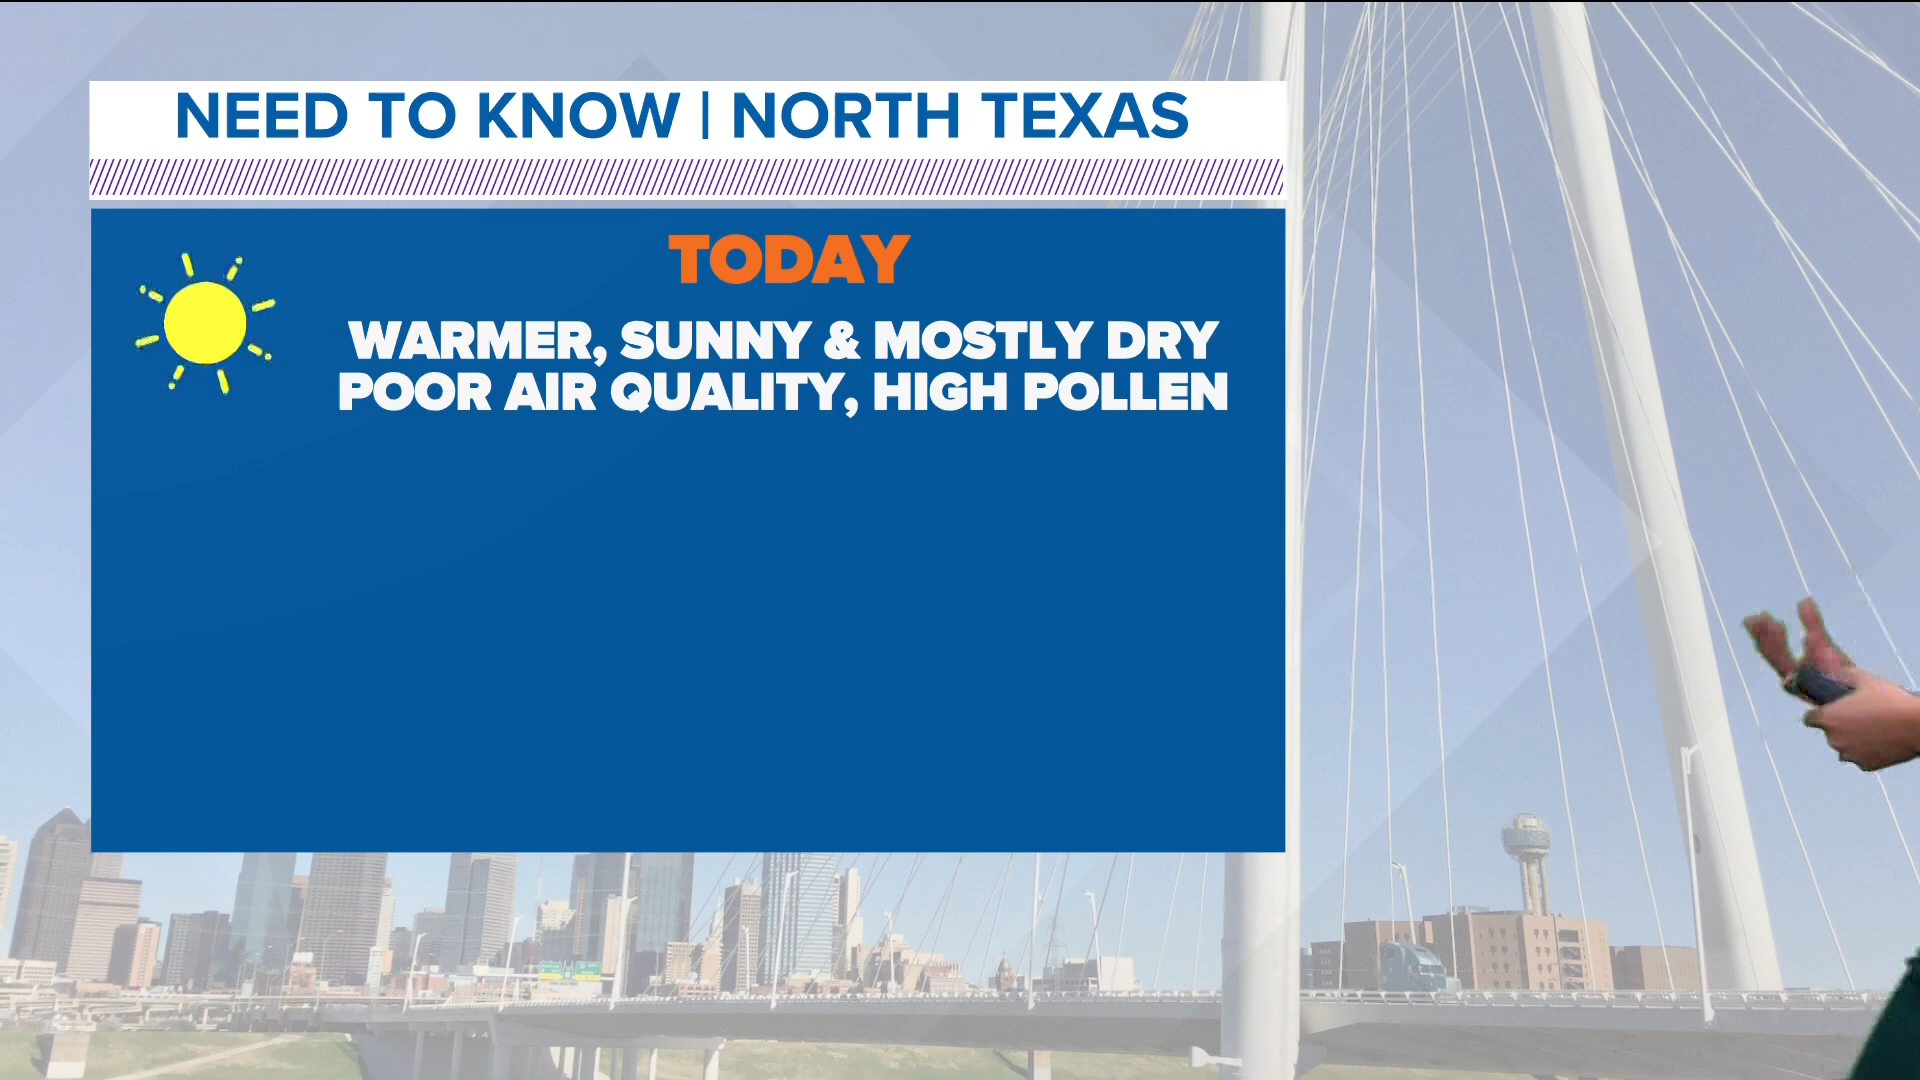 NEED TO KNOW | NORTH TEXAS
TODAY
WARMER, SUNNY & MOSTLY DRY
POOR AIR QUALITY, HIGH POLLEN